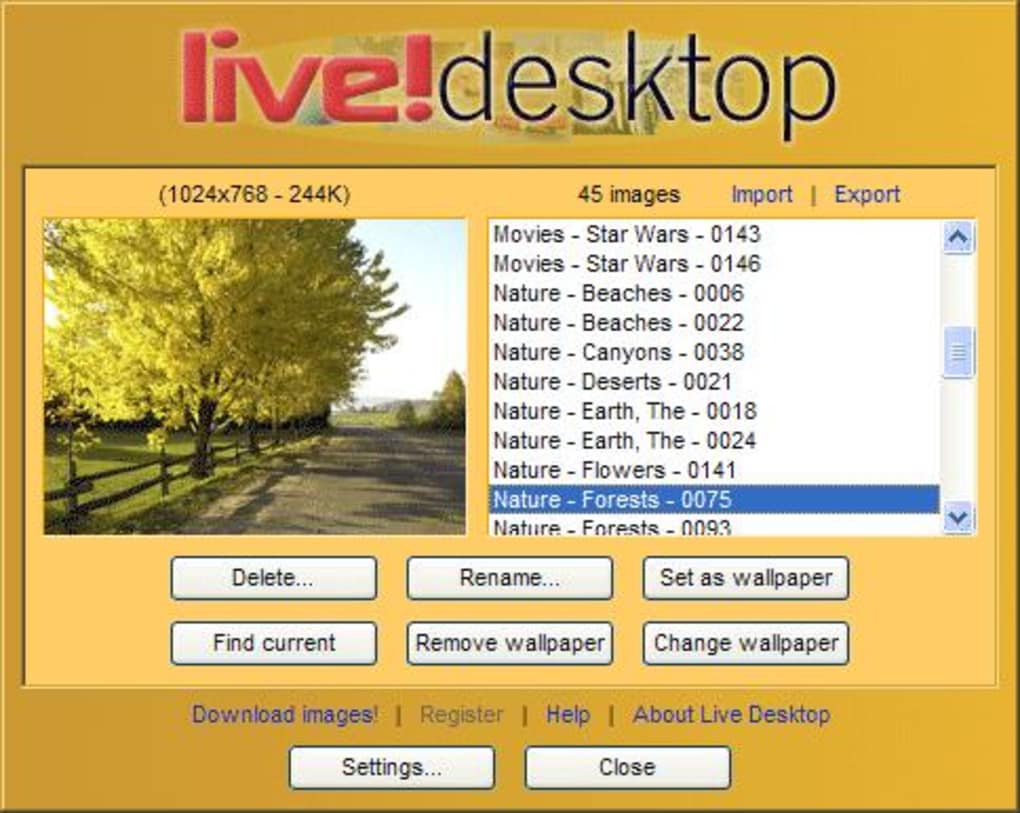 live!desktop
(1024x768 - 244K)
45 images Import | Export
Movies - Star Wars - 0143
Movies - Star Wars - 0146
Nature - Beaches - 0006
Nature - Beaches - 0022
Nature - Canyons - 0038
Nature - Deserts - 0021
Nature - Earth, The - 0018
Nature - Earth, The - 0024
Nature - Flowers - 0141
Nature - Forests - 0075
Nature - Forests - 0093
Delete... Rename... Set as wallpaper
Find current Remove wallpaper Change wallpaper
Download images! | Register | Help | About Live Desktop
Settings... Close